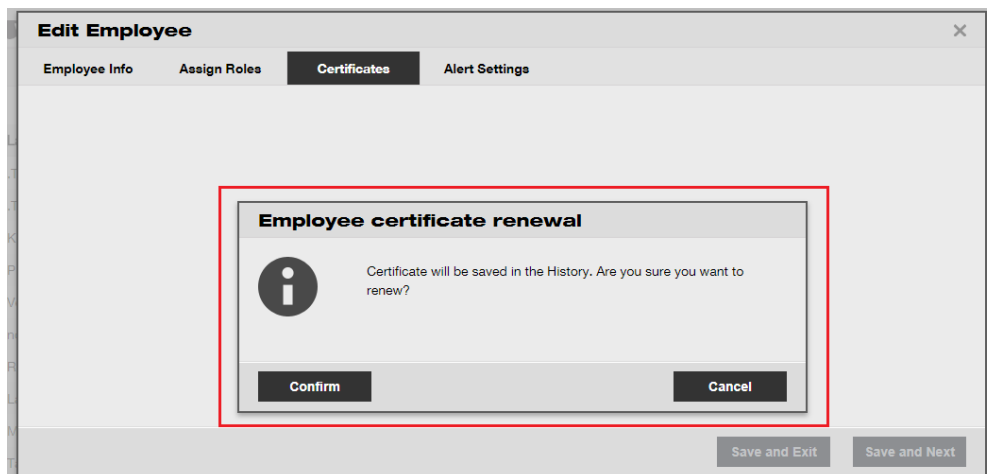 Edit Employee
Employee Info Assign Roles Certificates Alert Settings
Employee certificate renewal
Certificate will be saved in the History. Are you sure you want to
renew?
Confirm Cancel
Save and Exit Save and Next